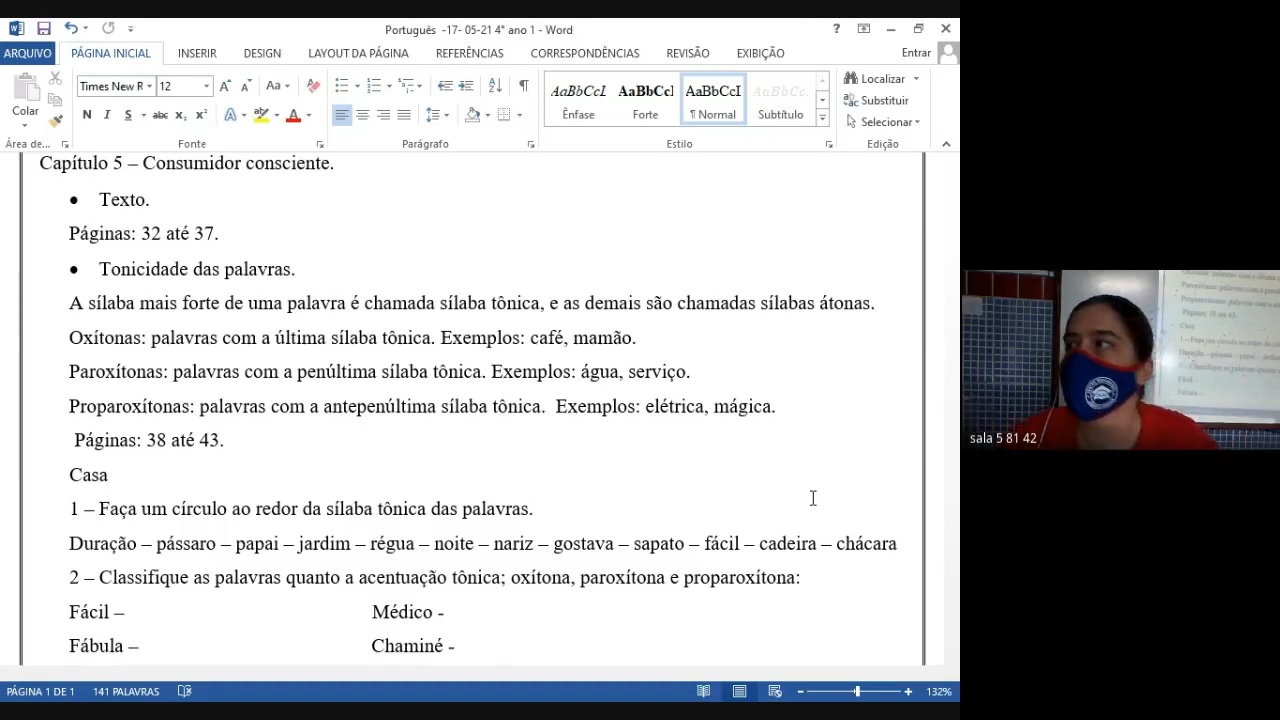 Português -17- 05-21 4° ano 1 - Word
ARQUIVO PÁGINA INICIAL INSERIR DESIGN LAYOUT DA PÁGINA REFERÊNCIAS CORRESPONDÊNCIAS REVISÃO EXIBIÇÃO Entrar
Times New R 12
Colar
N I S abc x₂ x²
AaBbCcI AaBbCcl AaBbCcI AaBbCc.
Ênfase Forte ¶ Normal Subtítulo
Localizar
Substituir
Selecionar
Área de... Fonte Parágrafo Estilo Edição
Capítulo 5 – Consumidor consciente.
• Texto.
Páginas: 32 até 37.
• Tonicidade das palavras.
A sílaba mais forte de uma palavra é chamada sílaba tônica, e as demais são chamadas sílabas átonas.
Oxítonas: palavras com a última sílaba tônica. Exemplos: café, mamão.
Paroxítonas: palavras com a penúltima sílaba tônica. Exemplos: água, serviço.
Proparoxítonas: palavras com a antepenúltima sílaba tônica. Exemplos: elétrica, mágica.
Páginas: 38 até 43.
Casa
1 – Faça um círculo ao redor da sílaba tônica das palavras.
Duração – pássaro – papai – jardim – régua – noite – nariz – gostava – sapato – fácil – cadeira – chácara
2 – Classifique as palavras quanto a acentuação tônica; oxítona, paroxítona e proparoxítona:
Fácil – Médico -
Fábula – Chaminé -
PÁGINA 1 DE 1 141 PALAVRAS 132%
sala 5 81 42